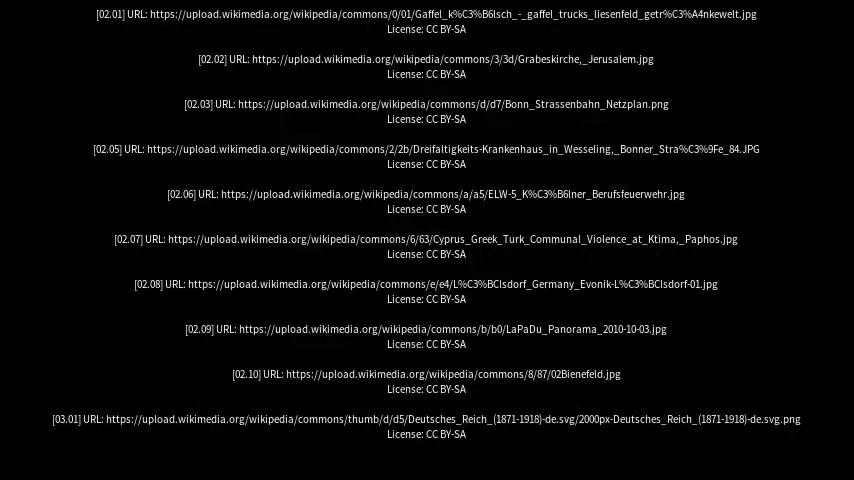 [02.01] URL: https://upload.wikimedia.org/wikipedia/commons/0/01/Gaffel_k%C3%B6lsch_-_gaffel_trucks_liesenfeld_getr%C3%A4nkewelt.jpg
License: CC BY-SA
[02.02] URL: https://upload.wikimedia.org/wikipedia/commons/3/3d/Grabeskirche,_Jerusalem.jpg
License: CC BY-SA
[02.03] URL: https://upload.wikimedia.org/wikipedia/commons/d/d7/Bonn_Strassenbahn_Netzplan.png
License: CC BY-SA
[02.05] URL: https://upload.wikimedia.org/wikipedia/commons/2/2b/Dreifaltigkeits-Krankenhaus_in_Wesseling,_Bonner_Stra%C3%9Fe_84.JPG
License: CC BY-SA
[02.06] URL: https://upload.wikimedia.org/wikipedia/commons/a/a5/ELW-5_K%C3%B6lner_Berufsfeuerwehr.jpg
License: CC BY-SA
[02.07] URL: https://upload.wikimedia.org/wikipedia/commons/6/63/Cyprus_Greek_Turk_Communal_Violence_at_Ktima,_Paphos.jpg
License: CC BY-SA
[02.08] URL: https://upload.wikimedia.org/wikipedia/commons/e/e4/L%C3%BClsdorf_Germany_Evonik-L%C3%BClsdorf-01.jpg
License: CC BY-SA
[02.09] URL: https://upload.wikimedia.org/wikipedia/commons/b/b0/LaPaDu_Panorama_2010-10-03.jpg
License: CC BY-SA
[02.10] URL: https://upload.wikimedia.org/wikipedia/commons/8/87/02Bienefeld.jpg
License: CC BY-SA
[03.01] URL: https://upload.wikimedia.org/wikipedia/commons/thumb/d/d5/Deutsches_Reich_(1871-1918)-de.svg/2000px-Deutsches_Reich_(1871-1918)-de.svg.png
License: CC BY-SA